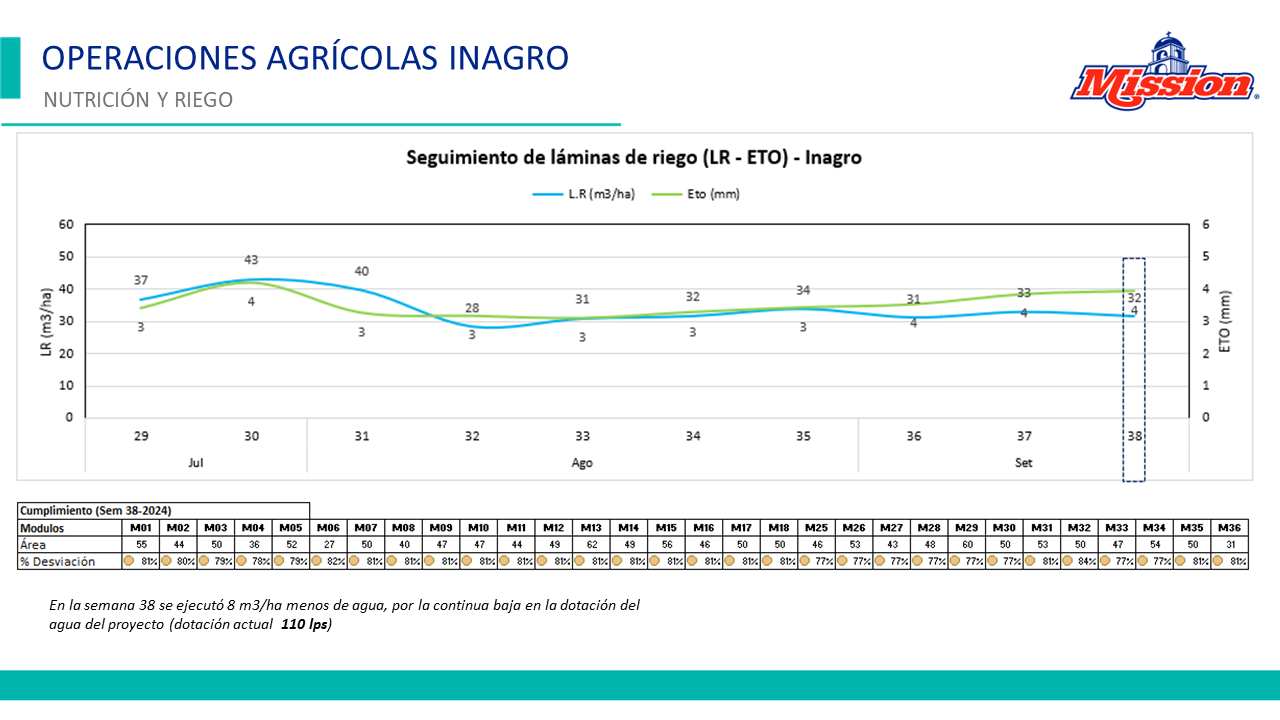 OPERACIONES AGRÍCOLAS INAGRO
NUTRICIÓN Y RIEGO
Mission®
Seguimiento de láminas de riego (LR - ETO) - Inagro
L.R (m3/ha) Eto (mm)
LR (m3/ha)
60
50
40
30
20
10
0
37 43 40 28 31 32 34 31 33 32
3 4 3 3 3 3 3 4 4 4
6
5
4
3
2
1
0
ETO (mm)
29 30 31 32 33 34 35 36 37 38
Jul Ago Set
Cumplimiento (Sem 38-2024)
Modulos M01 M02 M03 M04 M05 M06 M07 M08 M09 M10 M11 M12 M13 M14 M15 M16 M17 M18 M25 M26 M27 M28 M29 M30 M31 M32 M33 M34 M35 M36
Área 55 44 50 36 52 27 50 40 47 47 44 49 62 49 56 46 50 50 46 53 43 48 60 50 53 50 47 54 50 31
% Desviación 81% 80% 79% 78% 79% 82% 81% 81% 81% 81% 81% 81% 81% 81% 81% 81% 81% 81% 77% 77% 77% 77% 77% 77% 81% 84% 77% 77% 81% 81%
En la semana 38 se ejecutó 8 m3/ha menos de agua, por la continua baja en la dotación del
agua del proyecto (dotación actual 110 lps)